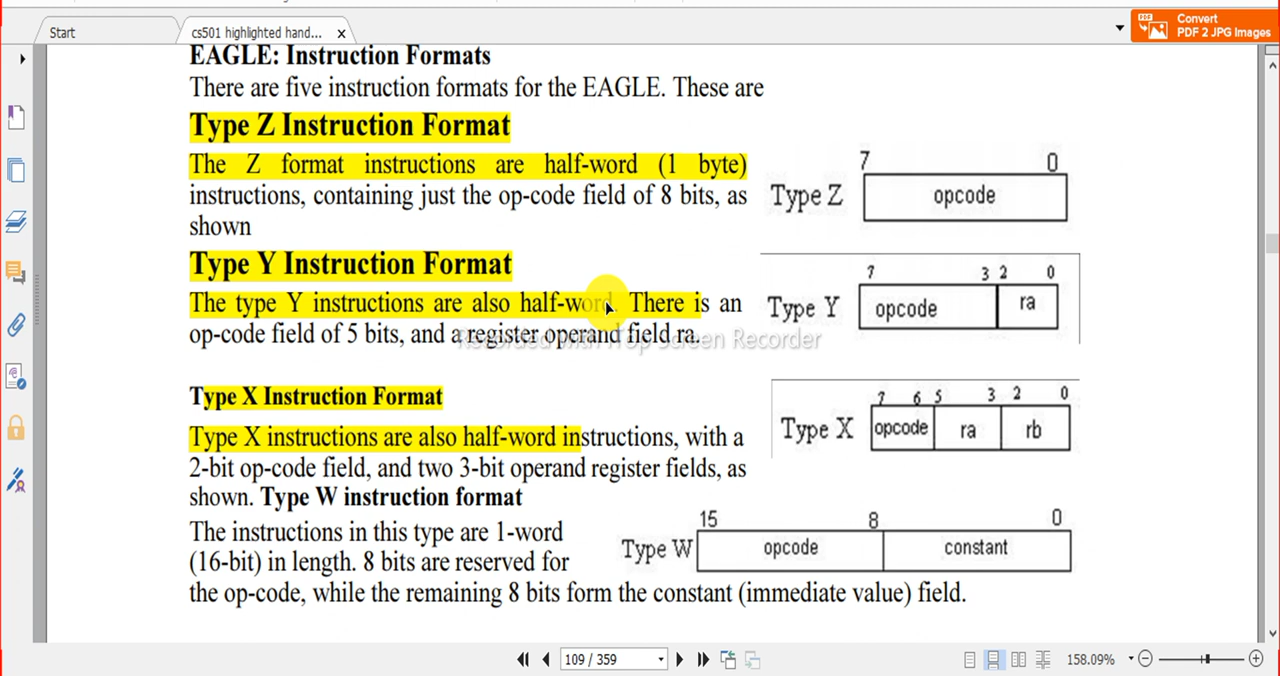 Start
cs501 highlighted hand... x
Convert
PDF 2 JPG Images
EAGLE: Instruction Formats
There are five instruction formats for the EAGLE. These are
Type Z Instruction Format
The Z format instructions are half-word (1 byte)
instructions, containing just the op-code field of 8 bits, as
shown
7 0
Type Z opcode
Type Y Instruction Format
The type Y instructions are also half-word. There is an
op-code field of 5 bits, and a register operand field ra.
7 3 2 0
Type Y opcode ra
Recorded with iTop Screen Recorder
Type X Instruction Format
Type X instructions are also half-word instructions, with a
2-bit op-code field, and two 3-bit operand register fields, as
shown. Type W instruction format
7 6 5 3 2 0
Type X opcode ra rb
The instructions in this type are 1-word
(16-bit) in length. 8 bits are reserved for
the op-code, while the remaining 8 bits form the constant (immediate value) field.
15 8 0
Type W opcode constant
109 / 359
158.09%